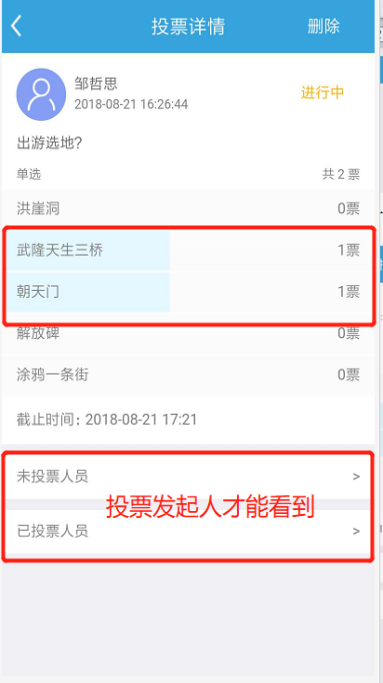 投票详情 删除
邹哲思
2018-08-21 16:26:44 进行中
出游选地?
单选 共 2 票
洪崖洞 0票
武隆天生三桥 1票
朝天门 1票
解放碑 0票
涂鸦一条街 0票
截止时间：2018-08-21 17:21
未投票人员 >
投票发起人才能看到
已投票人员 >